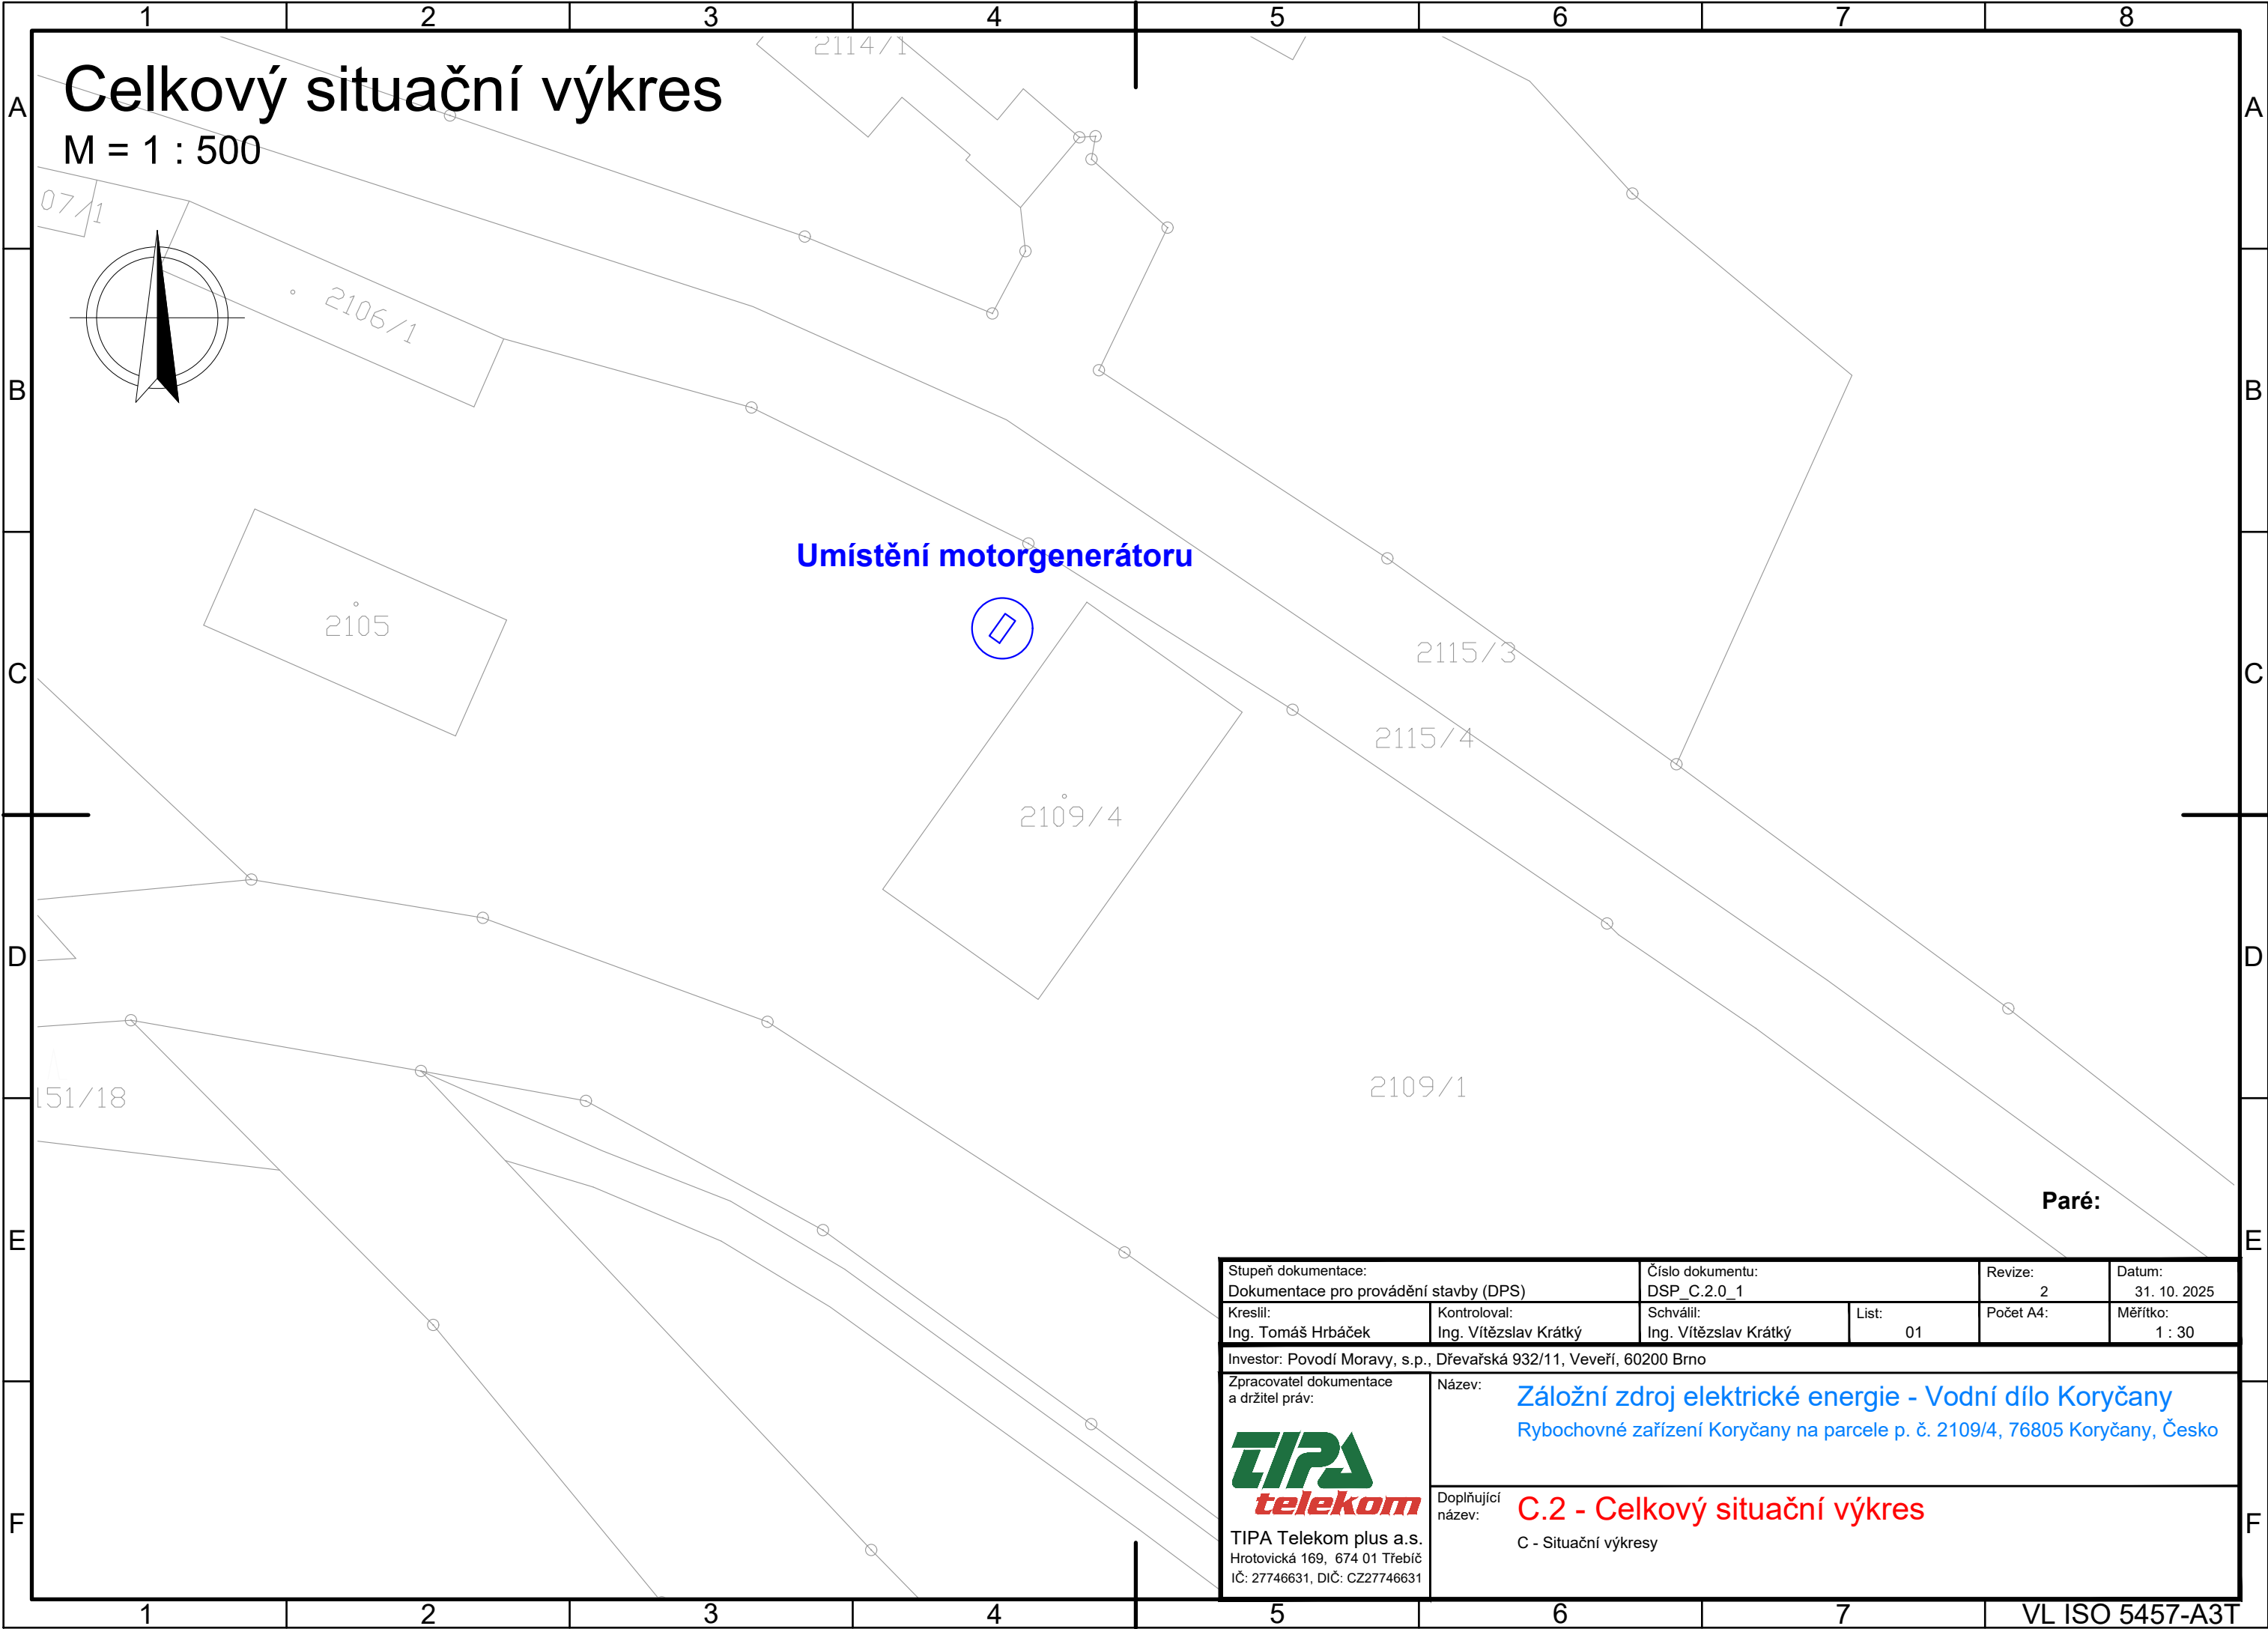 1 2 3 4 5 6 7 8
A A
Celkový situační výkres
M = 1 : 500
2114/1
07/1
2106/1
B B
Umístění motorgenerátoru
2105
2115/3
C C
2115/4
2109/4
D D
2109/1
151/18
Paré:
E E
Stupeň dokumentace:
Dokumentace pro provádění stavby (DPS)
Číslo dokumentu:
DSP_C.2.0_1
Revize:
2
Datum:
31. 10. 2025
Kreslil:
Ing. Tomáš Hrbáček
Kontroloval:
Ing. Vítězslav Krátký
Schválil:
Ing. Vítězslav Krátký
List:
01
Počet A4:
Měřítko:
1 : 30
Investor: Povodí Moravy, s.p., Dřevařská 932/11, Veveří, 60200 Brno
Zpracovatel dokumentace
a držitel práv:
TIPA
telekom
TIPA Telekom plus a.s.
Hrotovická 169, 674 01 Třebíč
IČ: 27746631, DIČ: CZ27746631
Název:
Záložní zdroj elektrické energie - Vodní dílo Koryčany
Rybochovné zařízení Koryčany na parcele p. č. 2109/4, 76805 Koryčany, Česko
Doplňující
název:
C.2 - Celkový situační výkres
C - Situační výkresy
F F
1 2 3 4 5 6 7 VL ISO 5457-A3T